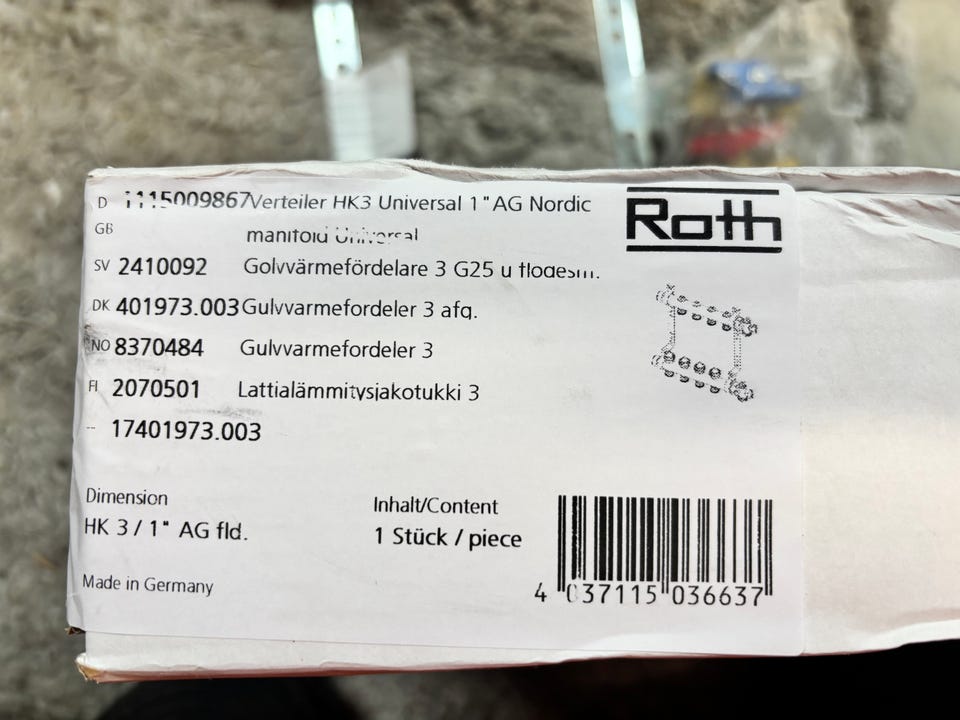 D 1115009867 Verteiler HK3 Universal 1" AG Nordic
Roth
GB manifold Universal
SV 2410092 Golvvärmefördelare 3 G25 u flödesm.
DK 401973.003 Gulvvarmefordeler 3 afg.
NO 8370484 Gulvvarmefordeler 3
FI 2070501 Lattialämmitysjakotukki 3
-- 17401973.003
Dimension
HK 3 / 1" AG fld.
Inhalt/Content
1 Stück / piece
Made in Germany
4 037115 036637